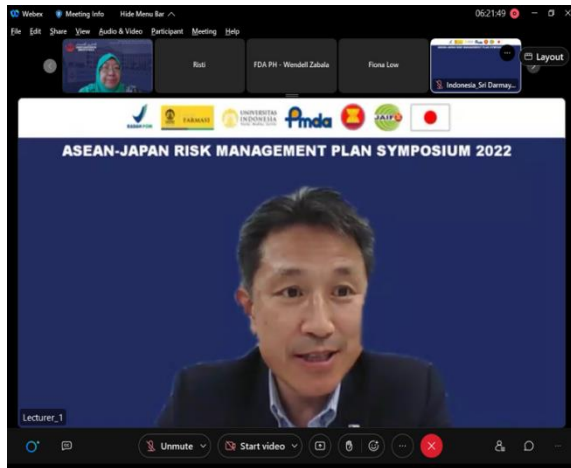 Webex Meeting Info Hide Menu Bar 06:21:49
File Edit Share View Audio & Video Participant Meeting Help
Layout
Risti
FDA PH - Wendell Zabala
Fiona Low
Indonesia_Sri Darmay...
BADAN POM
FARMASI
UNIVERSITAS
INDONESIA
Pmda
JAIF
ASEAN-JAPAN RISK MANAGEMENT PLAN SYMPOSIUM 2022
Lecturer_1
Unmute
Start video